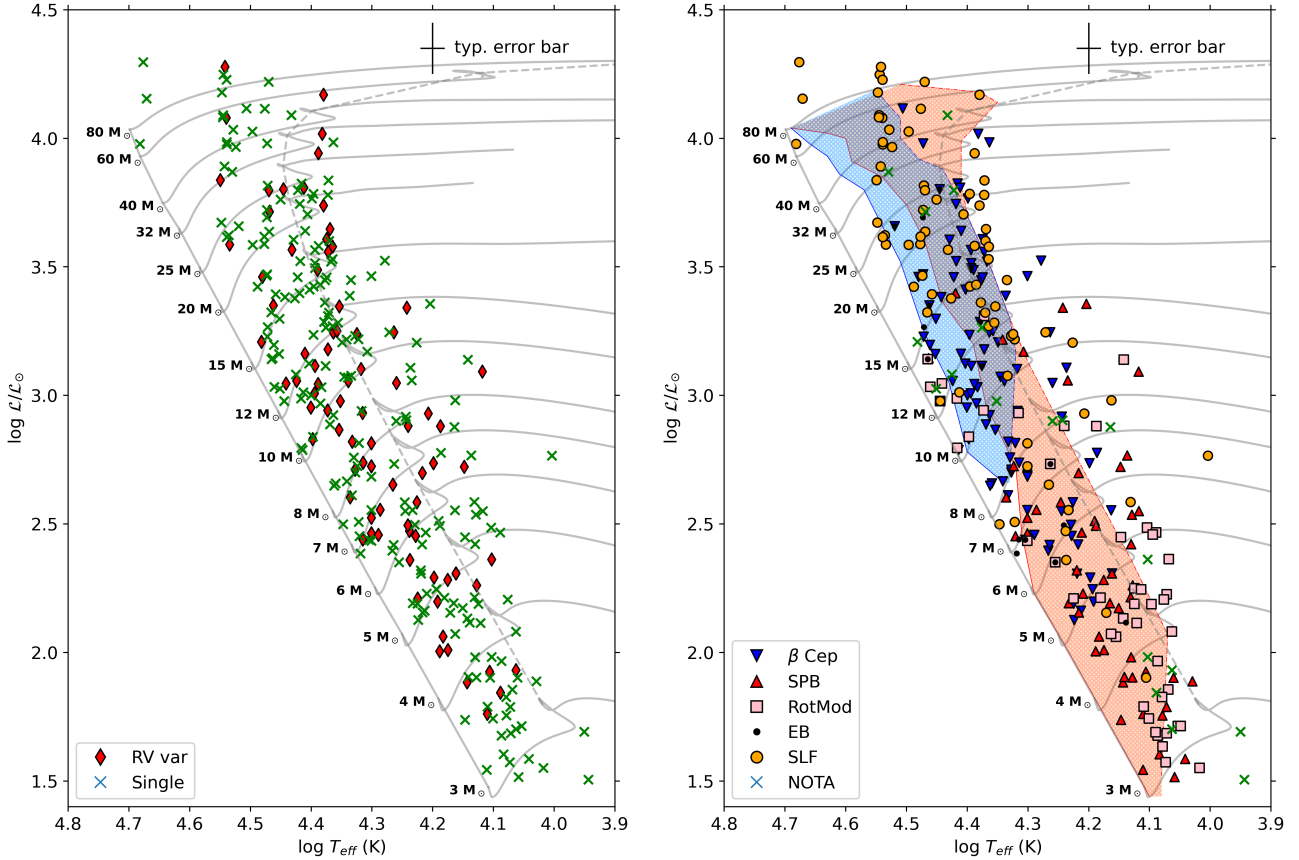 4.5
4.0
3.5
3.0
2.5
2.0
1.5
log ℒ/ℒ⊙
typ. error bar
80 M⊙
60 M⊙
40 M⊙
32 M⊙
25 M⊙
20 M⊙
15 M⊙
12 M⊙
10 M⊙
8 M⊙
7 M⊙
6 M⊙
5 M⊙
4 M⊙
3 M⊙
RV var
Single
4.8 4.7 4.6 4.5 4.4 4.3 4.2 4.1 4.0 3.9
log Teff (K)
4.5
4.0
3.5
3.0
2.5
2.0
1.5
log ℒ/ℒ⊙
typ. error bar
80 M⊙
60 M⊙
40 M⊙
32 M⊙
25 M⊙
20 M⊙
15 M⊙
12 M⊙
10 M⊙
8 M⊙
7 M⊙
6 M⊙
5 M⊙
4 M⊙
3 M⊙
β Cep
SPB
RotMod
EB
SLF
NOTA
4.8 4.7 4.6 4.5 4.4 4.3 4.2 4.1 4.0 3.9
log Teff (K)